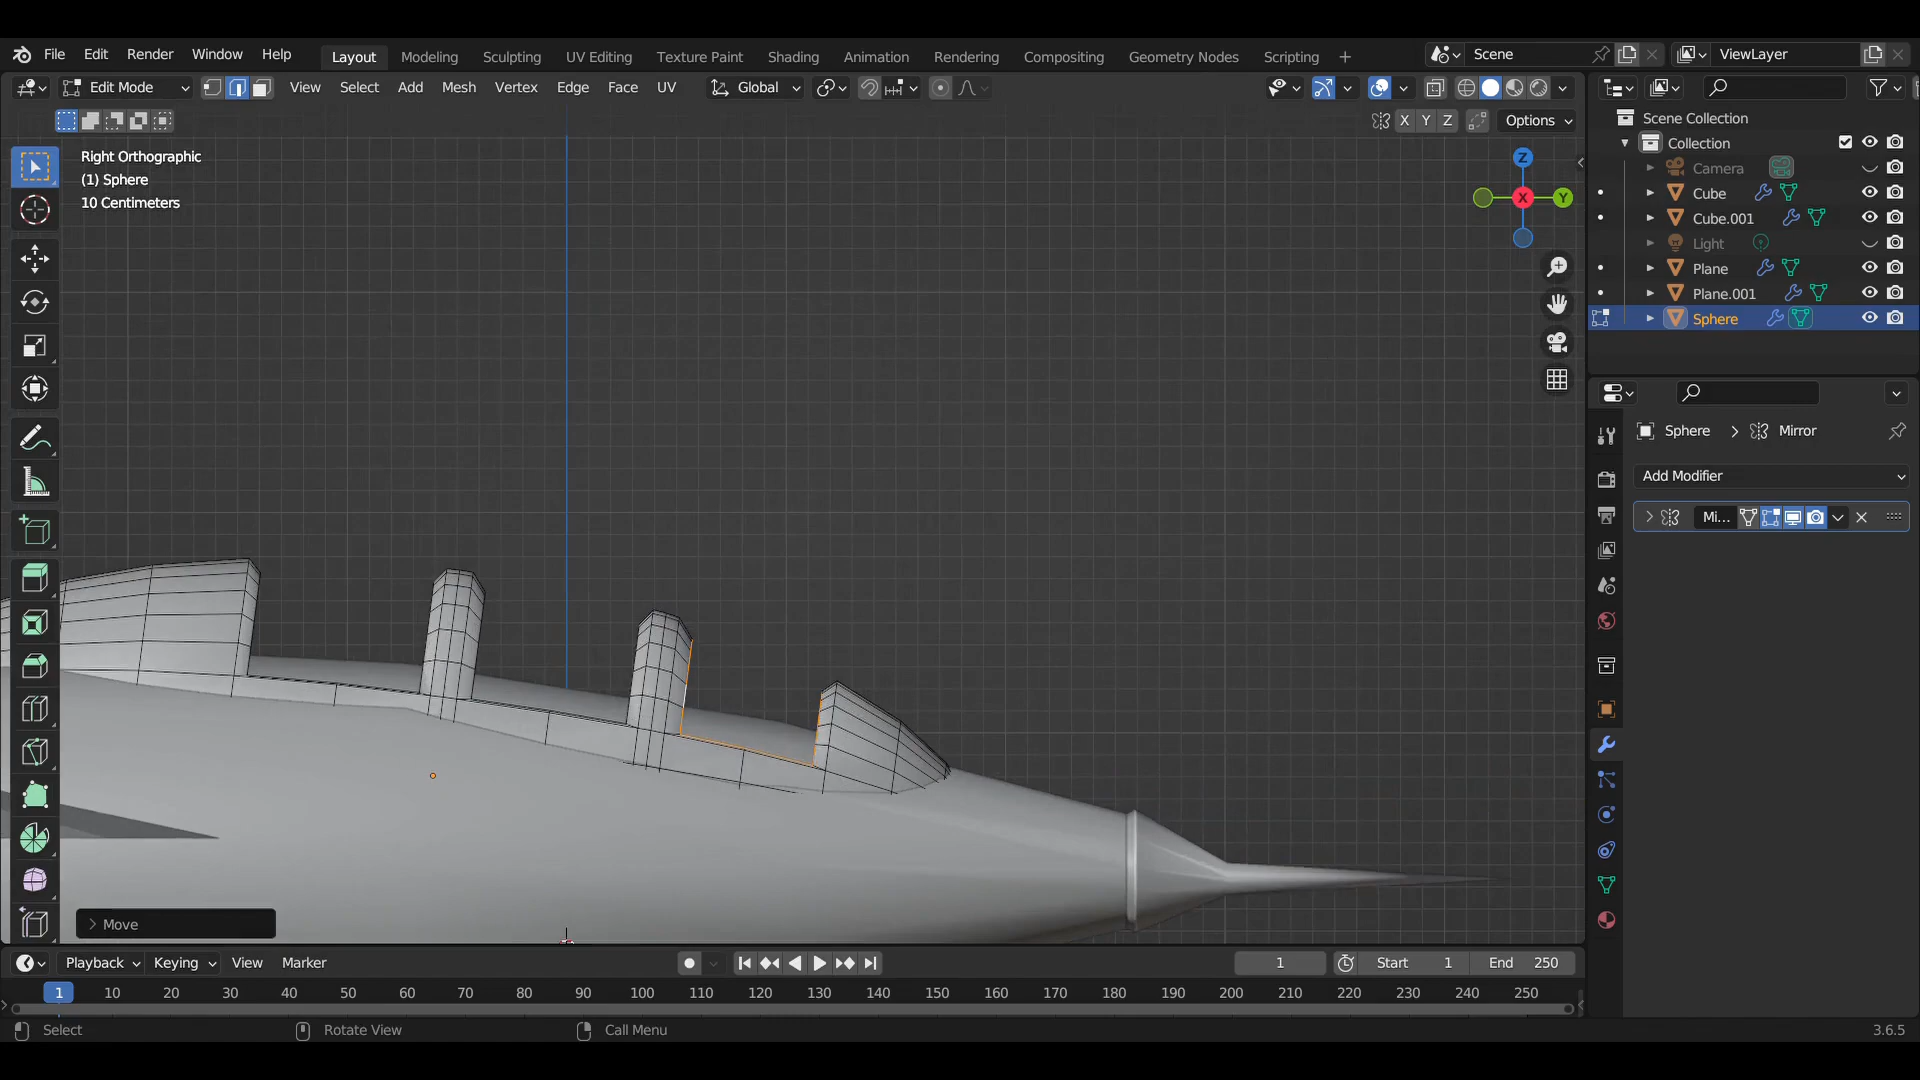 File Edit Render Window Help Layout Modeling Sculpting UV Editing Texture Paint Shading Animation Rendering Compositing Geometry Nodes Scripting + Scene ViewLayer
Edit Mode View Select Add Mesh Vertex Edge Face UV Global
X Y Z Options
Right Orthographic
(1) Sphere
10 Centimeters
Z
X Y
Scene Collection
Collection
Camera
Cube
Cube.001
Light
Plane
Plane.001
Sphere
Sphere > Mirror
Add Modifier
Mi...
> Move
Playback Keying View Marker 1 Start 1 End 250
1 10 20 30 40 50 60 70 80 90 100 110 120 130 140 150 160 170 180 190 200 210 220 230 240 250
Select Rotate View Call Menu 3.6.5